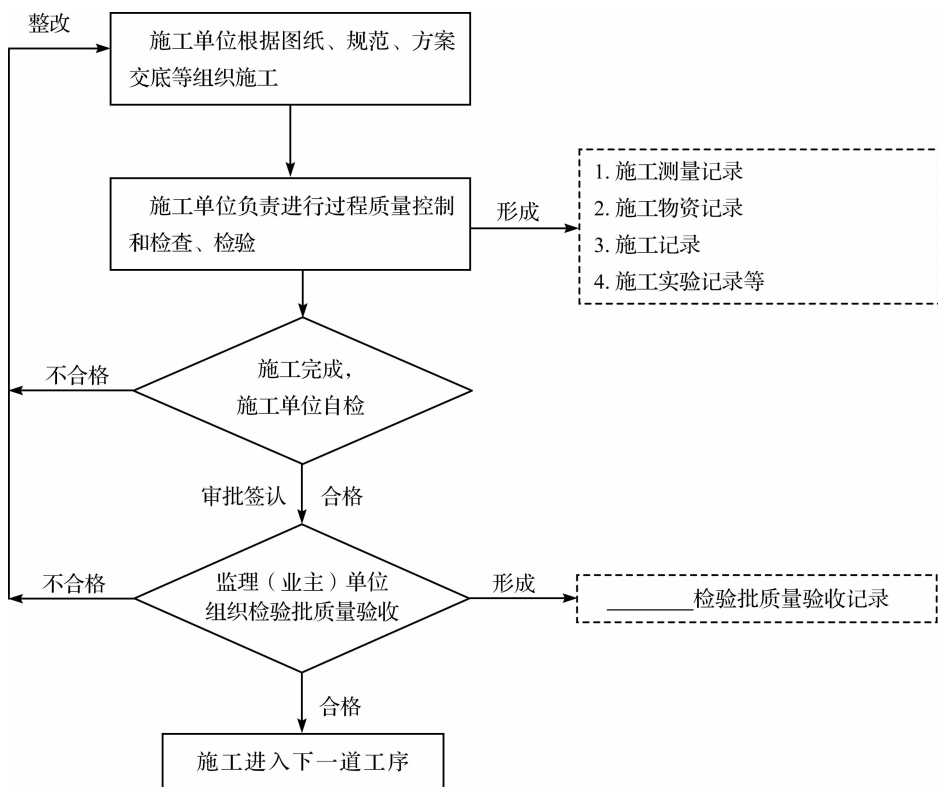 整改
施工单位根据图纸、规范、方案
交底等组织施工
施工单位负责进行过程质量控制
和检查、检验
形成
1. 施工测量记录
2. 施工物资记录
3. 施工记录
4. 施工实验记录等
施工完成，
施工单位自检
不合格
审批签认
合格
监理（业主）单位
组织检验批质量验收
不合格
形成
________检验批质量验收记录
合格
施工进入下一道工序